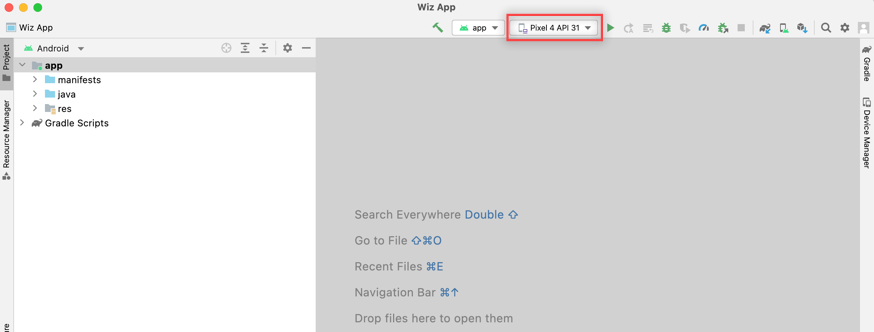 Wiz App
Wiz App
app
Pixel 4 API 31
Project
Android
app
manifests
java
res
Gradle Scripts
Resource Manager
Search Everywhere Double ⇧
Go to File ⇧⌘O
Recent Files ⌘E
Navigation Bar ⌘↑
Drop files here to open them
Gradle
Device Manager